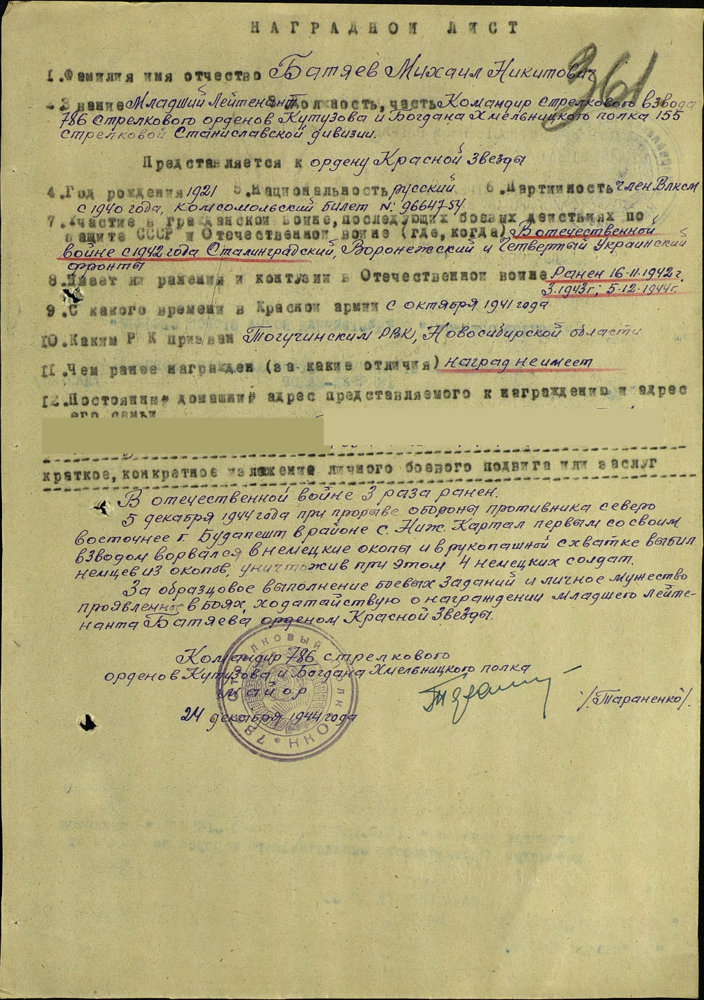 НАГРАДНОЙ ЛИСТ
361
1.Фамилия имя отчество Батяев Михаил Никитович
2.Звание Младший Лейтенант 3.Должность, часть Командир стрелкового взвода
786 стрелкового орденов Кутузова и Богдана Хмельницкого полка 155
стрелковой Станиславской дивизии.
Представляется к ордену Красной Звезды
4.Год рождения 1921 5.Национальность русский 6.Партийность член Влксм
с 1940 года, комсомольский билет №: 9664754
7.Участие в гражданской войне, последующих боевых действиях по
защите СССР и Отечественной войне (где, когда) В отечественной
войне с 1942 года Сталинградский, Воронежский и Четвертый Украинский
фронты
8.Имеет ли ранения и контузии в Отечественной войне Ранен 16-11-1942 г.
3.1943 г; 5.12.1944 г.
9.С какого времени в Красной армии с октября 1941 года
10.Каким РВК призван Тогучинским РВК, Новосибирской области
11.Чем ранее награжден (за какие отличия) наград не имеет
12.Постоянный домашний адрес представляемого к награждению и адрес
его семьи
краткое, конкретное изложение личного боевого подвига или заслуг
В отечественной войне 3 раза ранен.
5 декабря 1944 года при прорыве обороны противника северо
восточнее г. Будапешт в районе с. Ниж. Картал первым со своим
взводом ворвался в немецкие окопы и в рукопашной схватке выбил
немцев из окопов, уничтожив при этом 4 немецких солдат.
За образцовое выполнение боевых заданий и личное мужество
проявленное в боях, ходатайствую о награждении младшего лейте-
нанта Батяева орденом Красной Звезды.
Командир 786 стрелкового
орденов Кутузова и Богдана Хмельницкого полка
майор
/Тараненко/.
24 декабря 1944 года
786 СТРЕЛКОВЫЙ ПОЛК * НКО